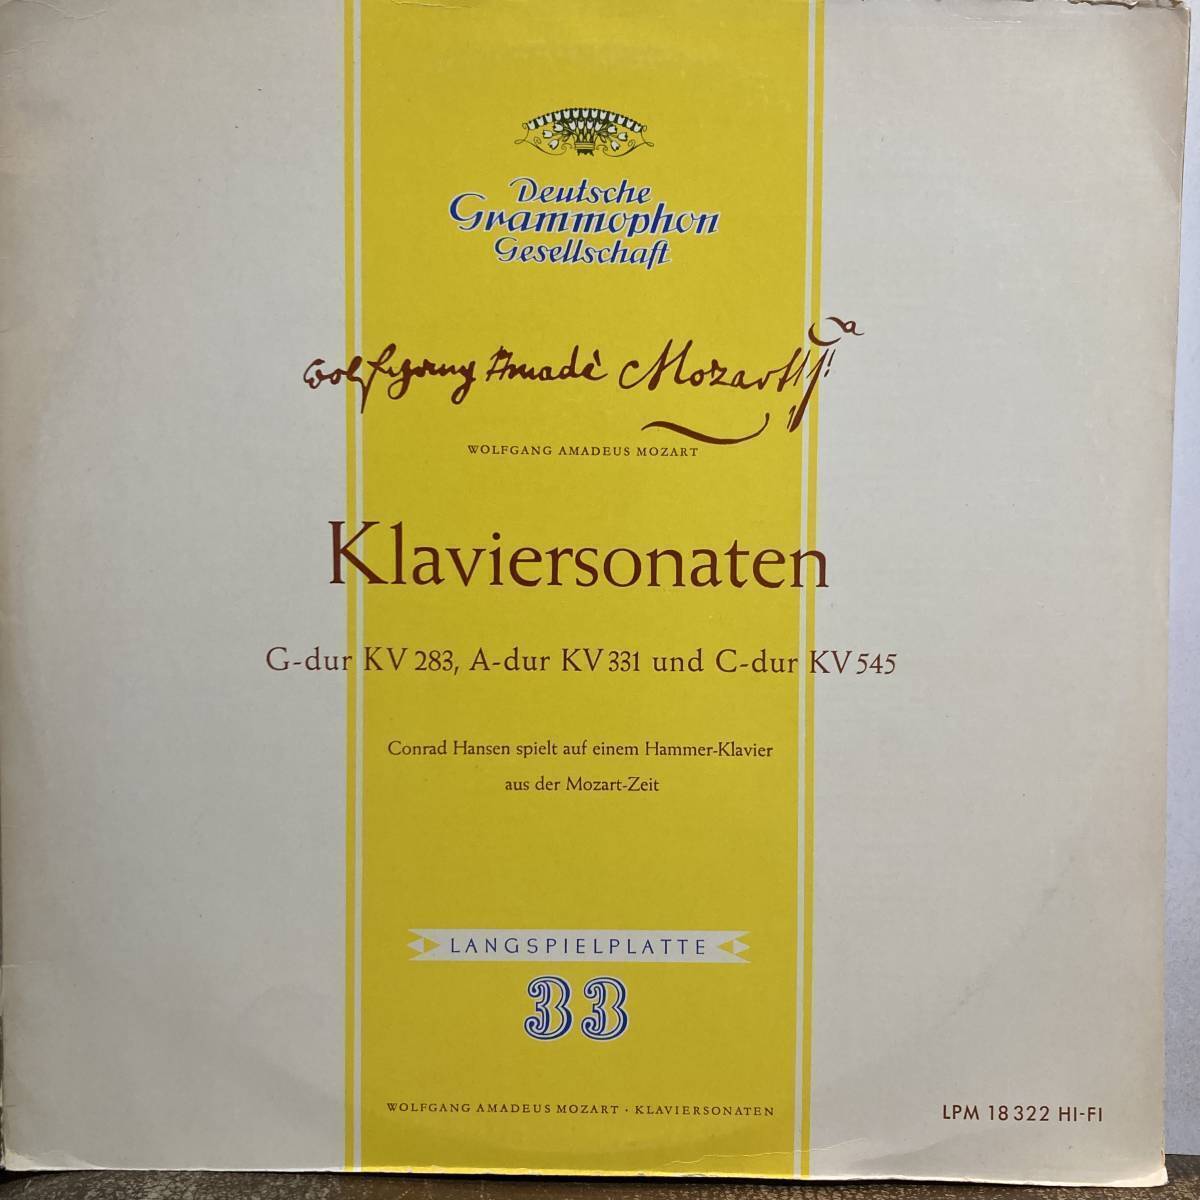 Deutsche
Grammophon
Gesellschaft
Wolfgang Amadè Mozart
WOLFGANG AMADEUS MOZART
Klaviersonaten
G-dur KV 283, A-dur KV 331 und C-dur KV 545
Conrad Hansen spielt auf einem Hammer-Klavier
aus der Mozart-Zeit
LANGSPIELPLATTE
33
WOLFGANG AMADEUS MOZART · KLAVIERSONATEN
LPM 18 322 HI-FI